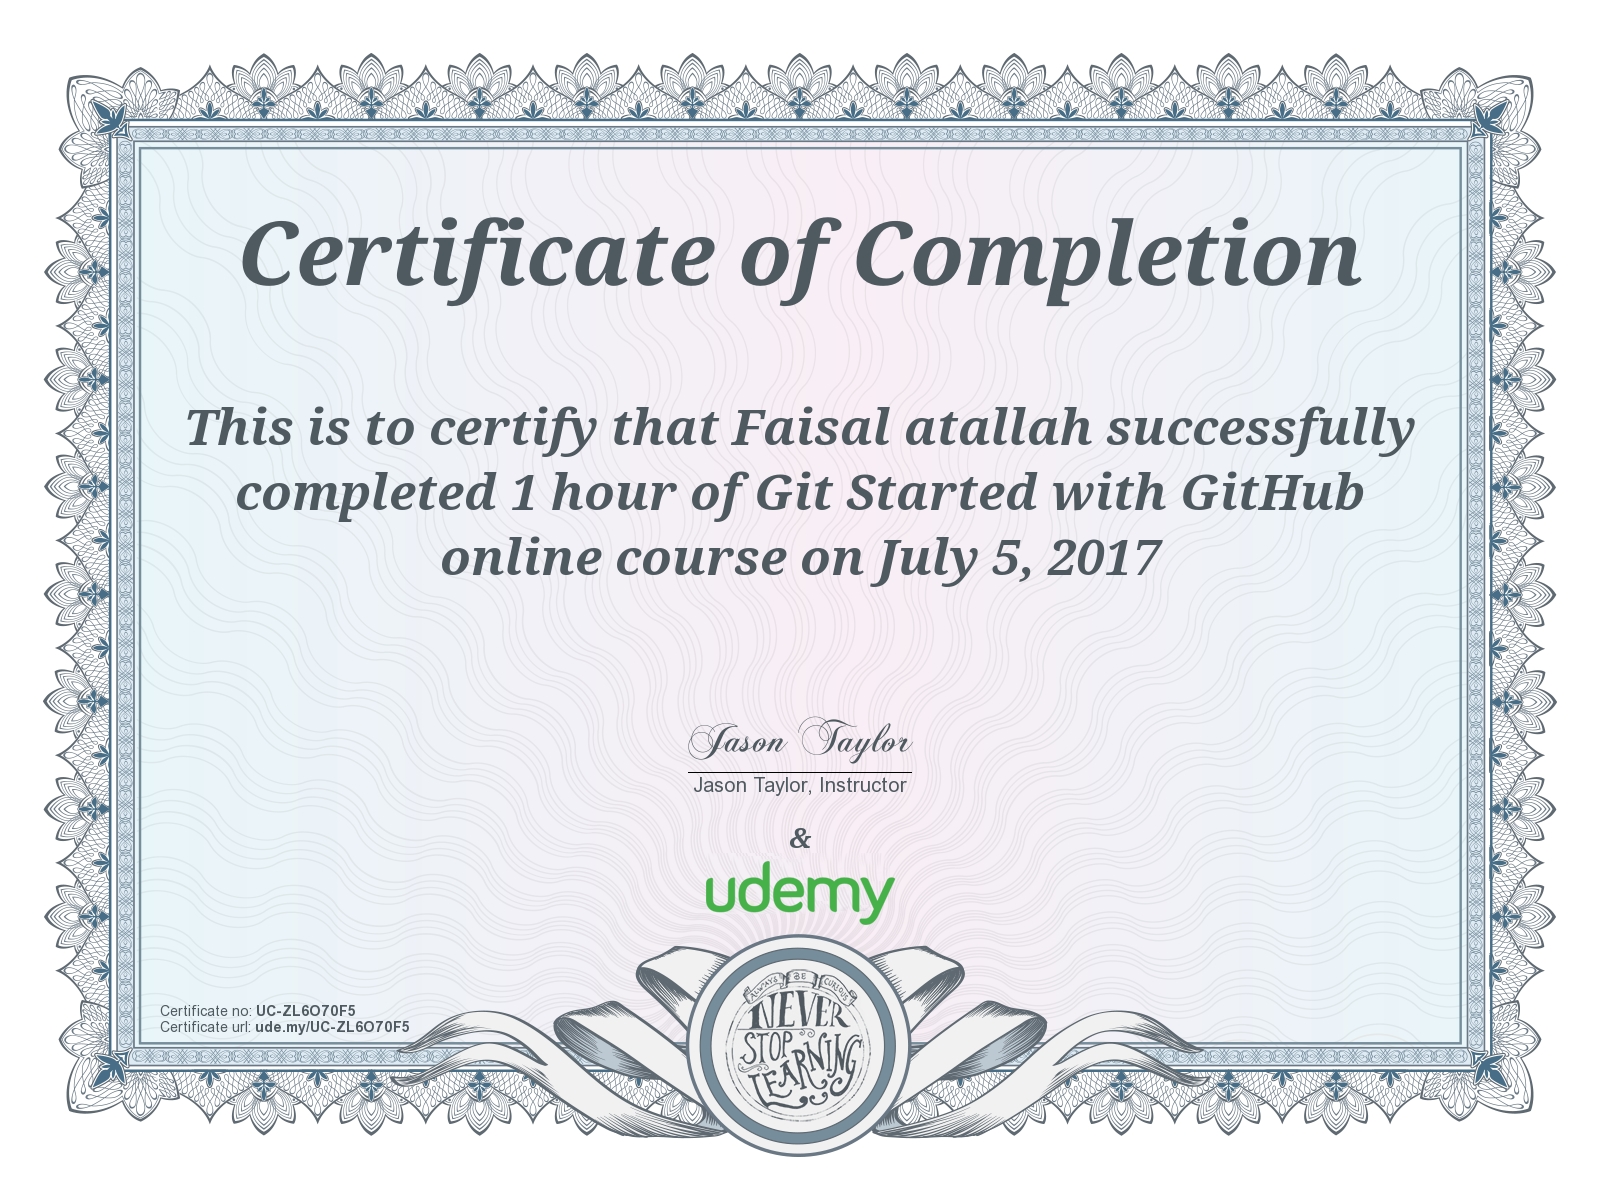 Certificate of Completion
This is to certify that Faisal atallah successfully
completed 1 hour of Git Started with GitHub
online course on July 5, 2017
Jason Taylor
Jason Taylor, Instructor
&
udemy
ALWAYS BE CURIOUS
NEVER
STOP
LEARNING
Certificate no: UC-ZL6O70F5
Certificate url: ude.my/UC-ZL6O70F5